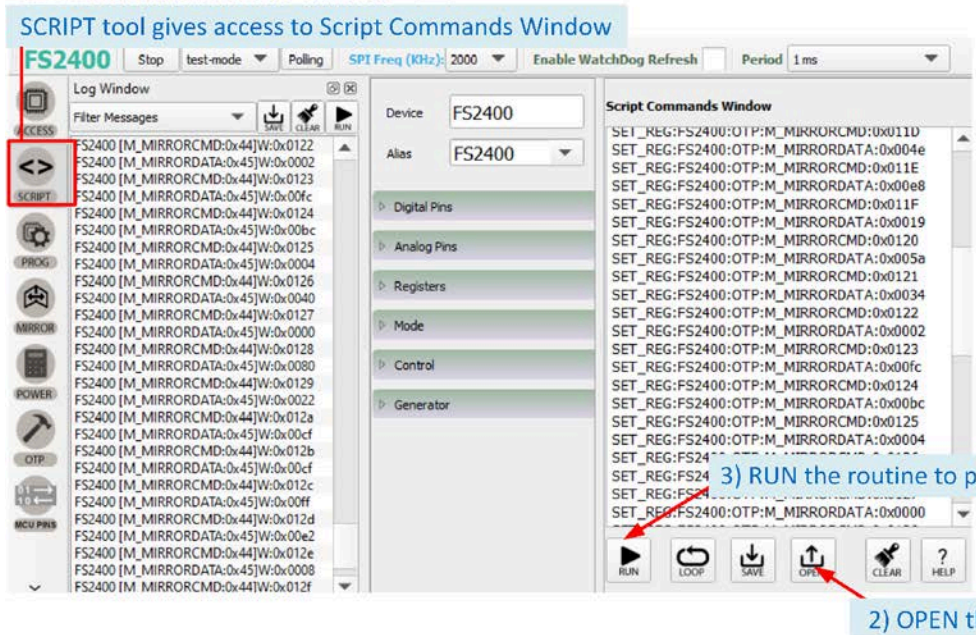 SCRIPT tool gives access to Script Commands Window
FS2400 Stop test-mode Polling SPI Freq (KHz): 2000 Enable WatchDog Refresh Period 1 ms
ACCESS
SCRIPT
PROG
MIRROR
POWER
OTP
MCU PINS
Log Window
Filter Messages SAVE CLEAR RUN
FS2400 [M_MIRRORCMD:0x44]W:0x0122
FS2400 [M_MIRRORDATA:0x45]W:0x0002
FS2400 [M_MIRRORCMD:0x44]W:0x0123
FS2400 [M_MIRRORDATA:0x45]W:0x00fc
FS2400 [M_MIRRORCMD:0x44]W:0x0124
FS2400 [M_MIRRORDATA:0x45]W:0x00bc
FS2400 [M_MIRRORCMD:0x44]W:0x0125
FS2400 [M_MIRRORDATA:0x45]W:0x0004
FS2400 [M_MIRRORCMD:0x44]W:0x0126
FS2400 [M_MIRRORDATA:0x45]W:0x0040
FS2400 [M_MIRRORCMD:0x44]W:0x0127
FS2400 [M_MIRRORDATA:0x45]W:0x0000
FS2400 [M_MIRRORCMD:0x44]W:0x0128
FS2400 [M_MIRRORDATA:0x45]W:0x0080
FS2400 [M_MIRRORCMD:0x44]W:0x0129
FS2400 [M_MIRRORDATA:0x45]W:0x0022
FS2400 [M_MIRRORCMD:0x44]W:0x012a
FS2400 [M_MIRRORDATA:0x45]W:0x00cf
FS2400 [M_MIRRORCMD:0x44]W:0x012b
FS2400 [M_MIRRORDATA:0x45]W:0x00cf
FS2400 [M_MIRRORCMD:0x44]W:0x012c
FS2400 [M_MIRRORDATA:0x45]W:0x00ff
FS2400 [M_MIRRORCMD:0x44]W:0x012d
FS2400 [M_MIRRORDATA:0x45]W:0x00e2
FS2400 [M_MIRRORCMD:0x44]W:0x012e
FS2400 [M_MIRRORDATA:0x45]W:0x0008
FS2400 [M_MIRRORCMD:0x44]W:0x012f
Device FS2400
Alias FS2400
Digital Pins
Analog Pins
Registers
Mode
Control
Generator
Script Commands Window
SET_REG:FS2400:OTP:M_MIRRORCMD:0x011D
SET_REG:FS2400:OTP:M_MIRRORDATA:0x004e
SET_REG:FS2400:OTP:M_MIRRORCMD:0x011E
SET_REG:FS2400:OTP:M_MIRRORDATA:0x00e8
SET_REG:FS2400:OTP:M_MIRRORCMD:0x011F
SET_REG:FS2400:OTP:M_MIRRORDATA:0x0019
SET_REG:FS2400:OTP:M_MIRRORCMD:0x0120
SET_REG:FS2400:OTP:M_MIRRORDATA:0x005a
SET_REG:FS2400:OTP:M_MIRRORCMD:0x0121
SET_REG:FS2400:OTP:M_MIRRORDATA:0x0034
SET_REG:FS2400:OTP:M_MIRRORCMD:0x0122
SET_REG:FS2400:OTP:M_MIRRORDATA:0x0002
SET_REG:FS2400:OTP:M_MIRRORCMD:0x0123
SET_REG:FS2400:OTP:M_MIRRORDATA:0x00fc
SET_REG:FS2400:OTP:M_MIRRORCMD:0x0124
SET_REG:FS2400:OTP:M_MIRRORDATA:0x00bc
SET_REG:FS2400:OTP:M_MIRRORCMD:0x0125
SET_REG:FS2400:OTP:M_MIRRORDATA:0x0004
3) RUN the routine to p
SET_REG:FS2400:OTP:M_MIRRORDATA:0x0000
RUN LOOP SAVE OPEN CLEAR HELP
2) OPEN t